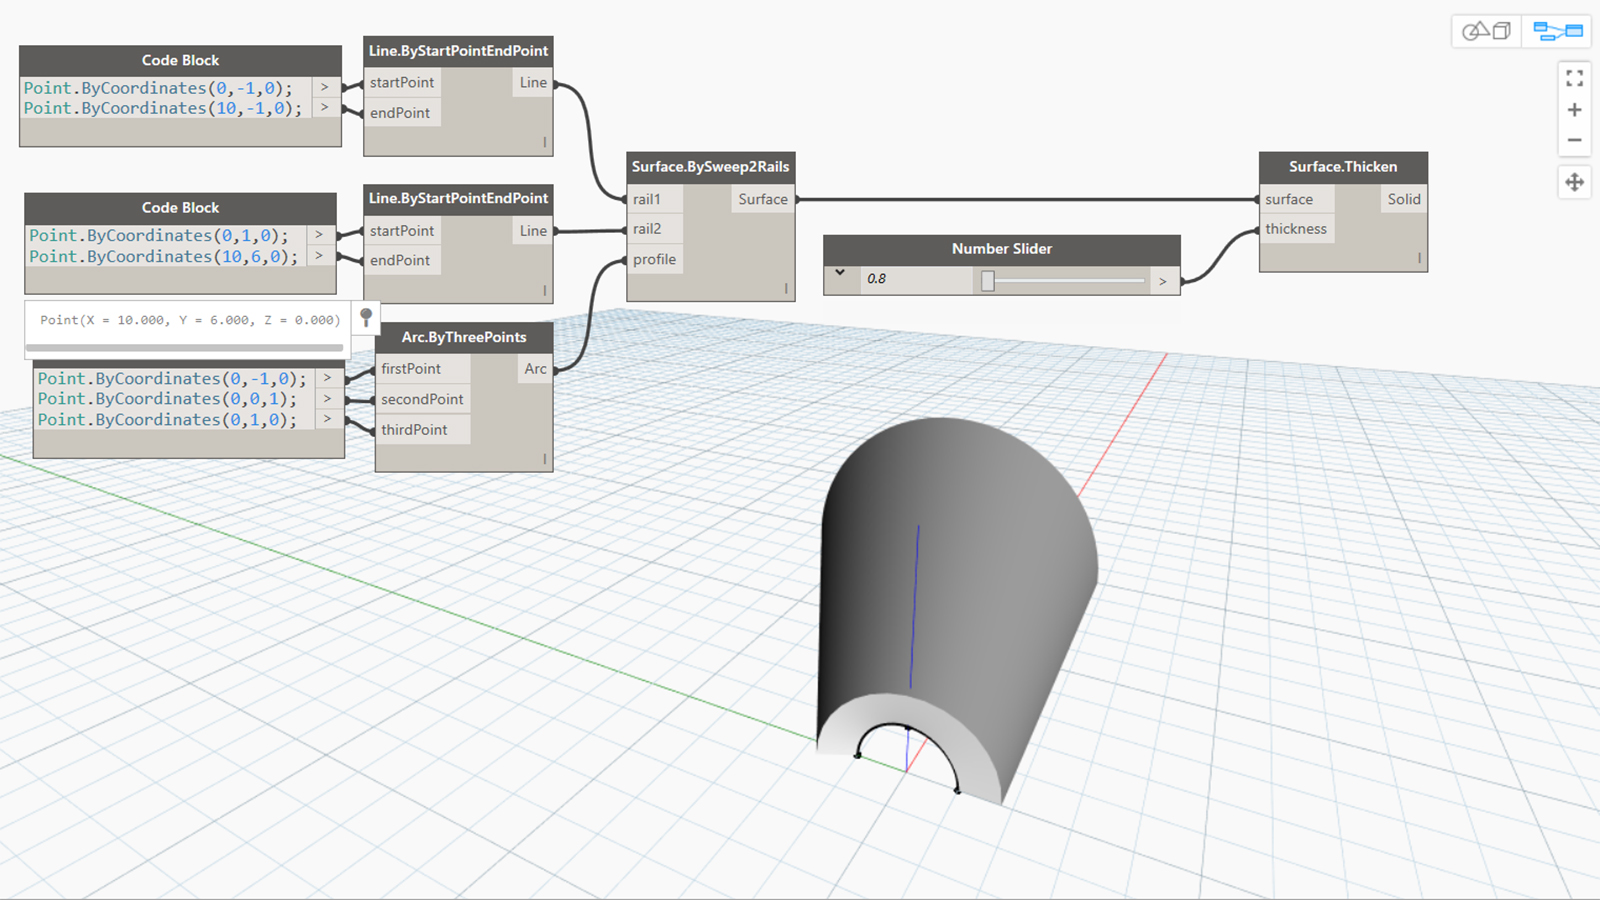 Code Block
Point.ByCoordinates(0,-1,0); >
Point.ByCoordinates(10,-1,0); >
Line.ByStartPointEndPoint
startPoint Line
endPoint
Code Block
Point.ByCoordinates(0,1,0); >
Point.ByCoordinates(10,6,0); >
Line.ByStartPointEndPoint
startPoint Line
endPoint
Point(X = 10.000, Y = 6.000, Z = 0.000)
Point.ByCoordinates(0,-1,0); >
Point.ByCoordinates(0,0,1); >
Point.ByCoordinates(0,1,0); >
Arc.ByThreePoints
firstPoint Arc
secondPoint
thirdPoint
Surface.BySweep2Rails
rail1 Surface
rail2
profile
Number Slider
0.8 >
Surface.Thicken
surface Solid
thickness